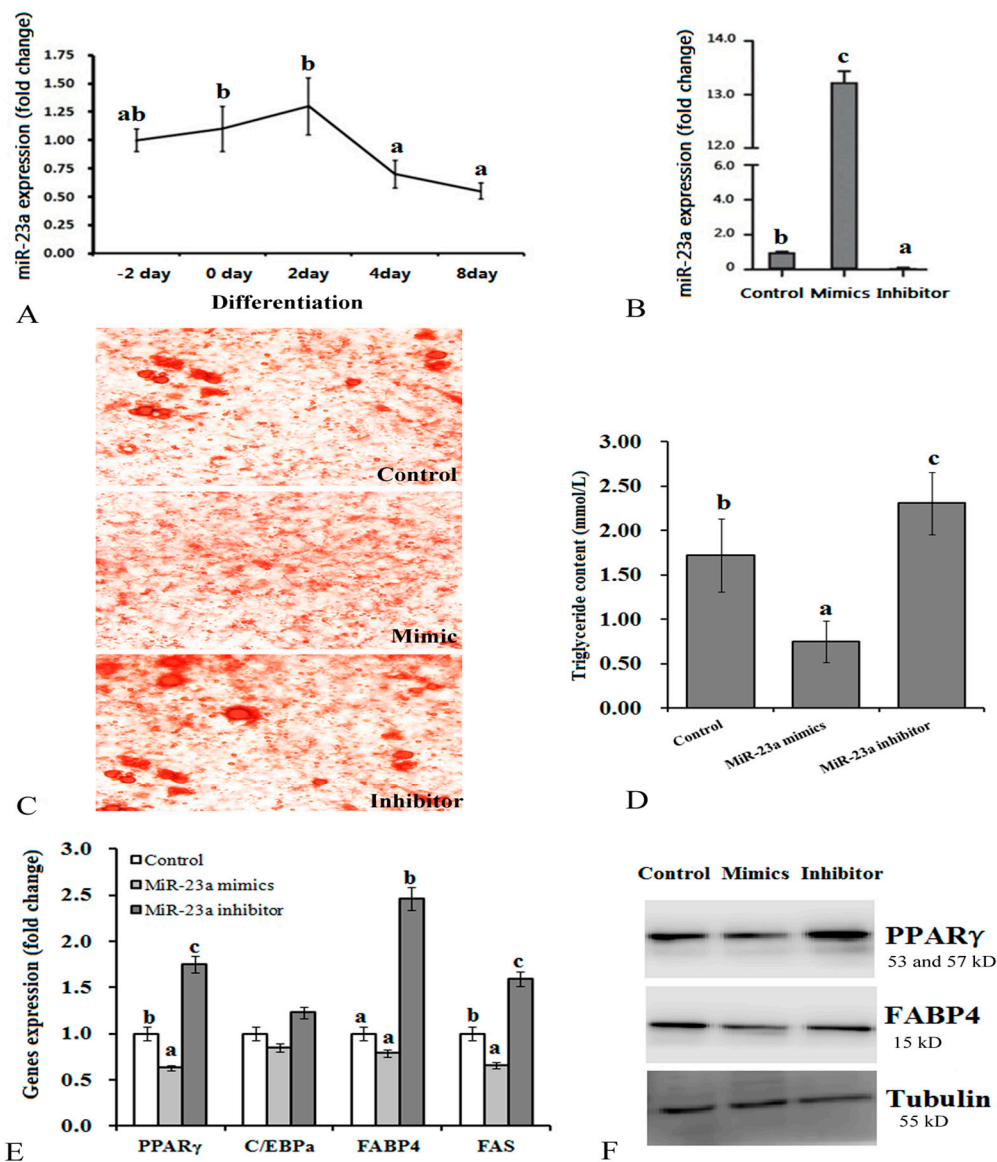 miR-23a expression (fold change)
1.75
1.50
1.25
1.00
0.75
0.50
0.25
0.00
ab
b
b
a
a
-2 day 0 day 2day 4day 8day
Differentiation
A
miR-23a expression (fold change)
14.0
13.0
12.0
6.0
4.0
2.0
1.0
0
b
c
a
Control Mimics Inhibitor
B
Control
Mimic
Inhibitor
C
Triglyceride content (mmol/L)
3.00
2.50
2.00
1.50
1.00
0.50
0.00
b
a
c
Control
MiR-23a mimics
MiR-23a inhibitor
D
Genes expression (fold change)
3.0
2.5
2.0
1.5
1.0
0.5
0.0
Control
MiR-23a mimics
MiR-23a inhibitor
b
a
c
a
a
b
b
a
c
PPARγ C/EBPa FABP4 FAS
E
Control Mimics Inhibitor
PPARγ
53 and 57 kD
FABP4
15 kD
Tubulin
55 kD
F